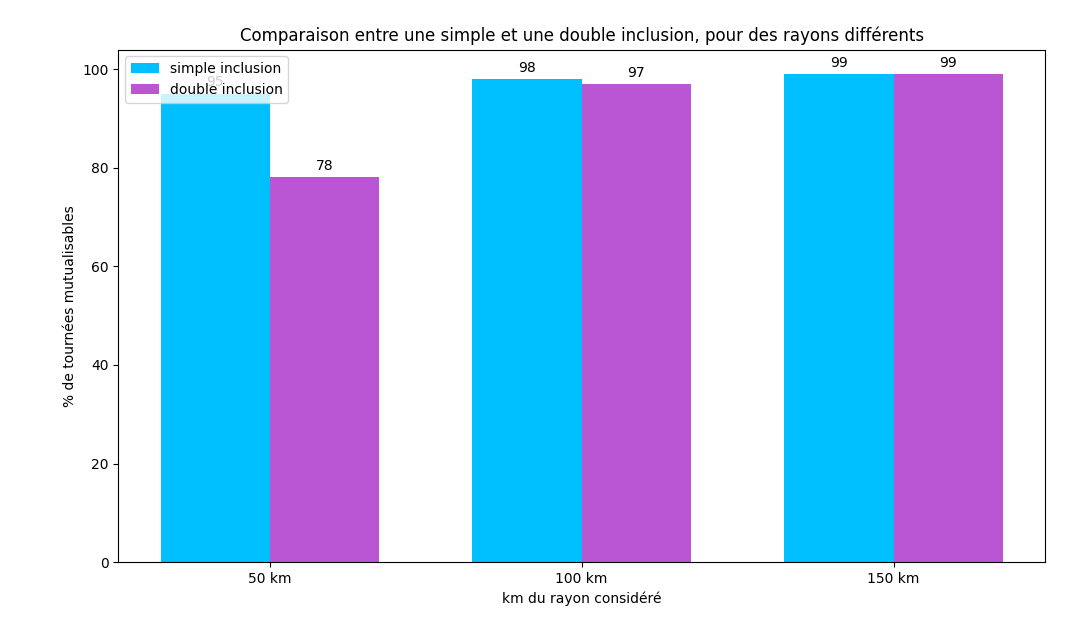 Comparaison entre une simple et une double inclusion, pour des rayons différents
simple inclusion
double inclusion
95
78
98
97
99
99
100
80
60
40
20
0
% de tournées mutualisables
50 km
100 km
150 km
km du rayon considéré